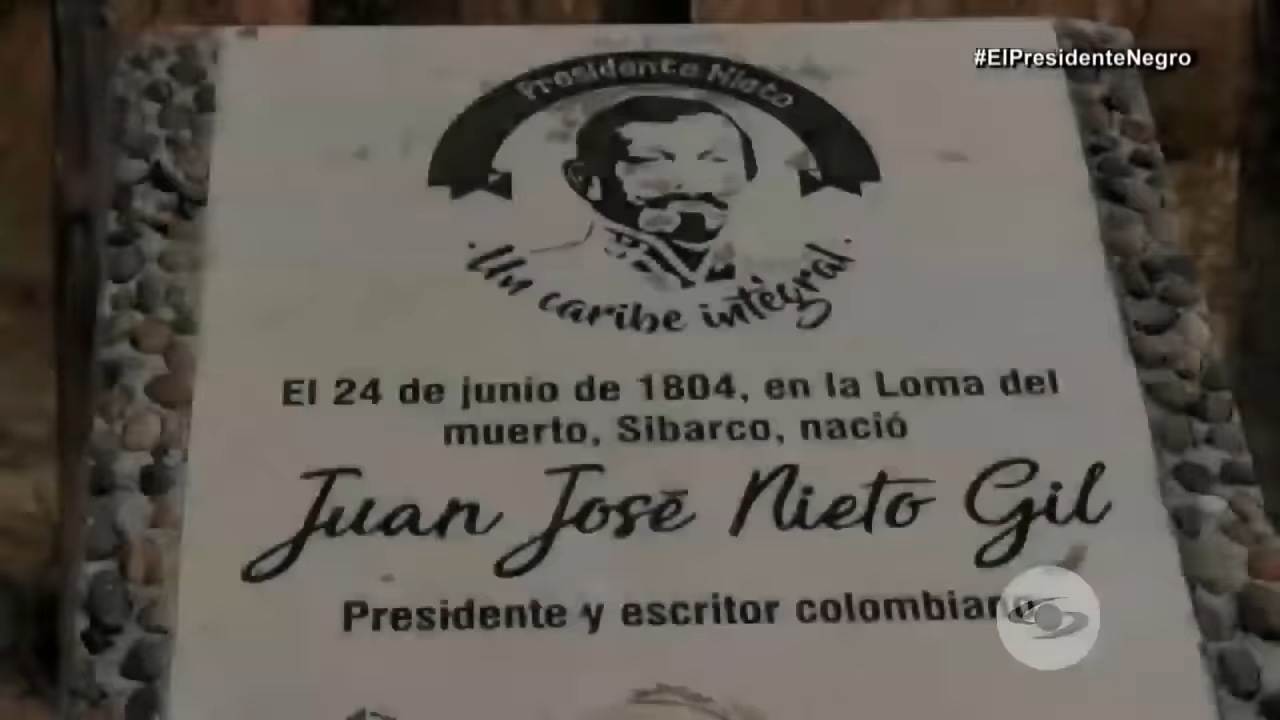 #ElPresidenteNegro
Presidente Nieto
·Un caribe integral·
El 24 de junio de 1804, en la Loma del
muerto, Sibarco, nació
Juan José Nieto Gil
Presidente y escritor colombiano